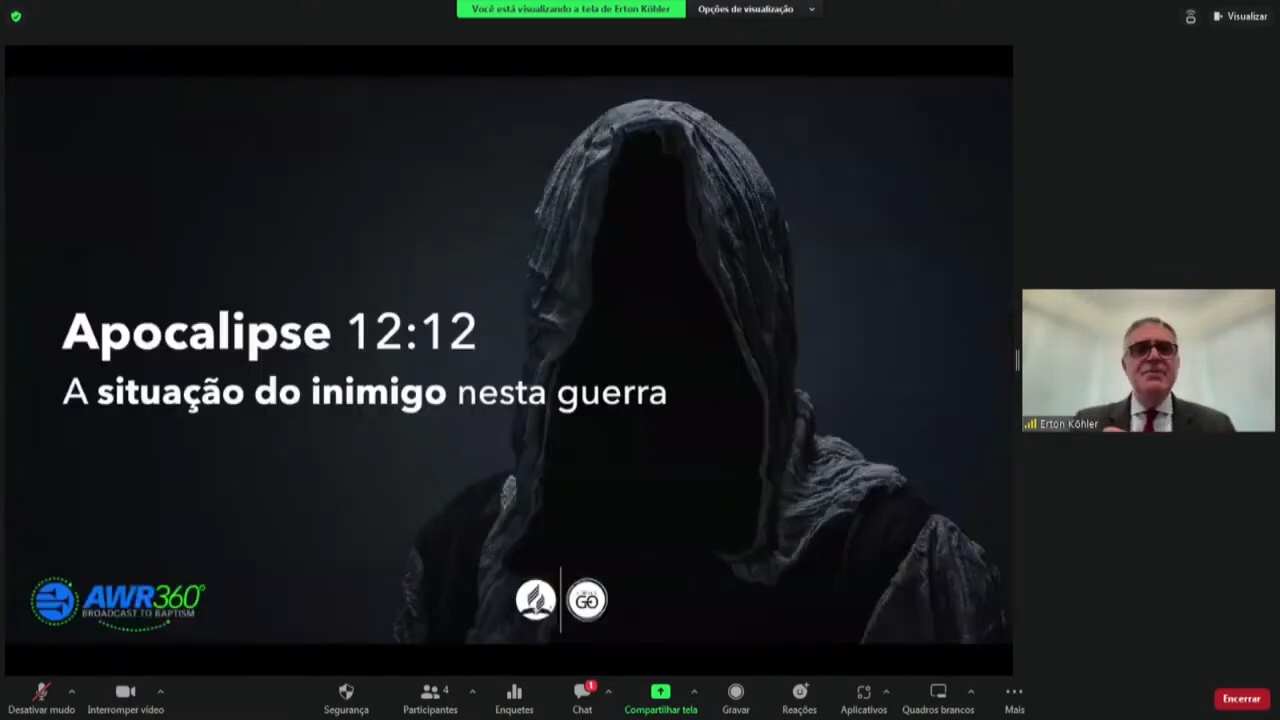 Você está visualizando a tela de Erton Köhler
Opções de visualização
Visualizar
Apocalipse 12:12
A situação do inimigo nesta guerra
Erton Köhler
AWR360°
BROADCAST TO BAPTISM
GO
Desativar mudo
Interromper vídeo
Segurança
4
Participantes
Enquetes
1
Chat
Compartilhar tela
Gravar
Reações
Aplicativos
Quadros brancos
Mais
Encerrar